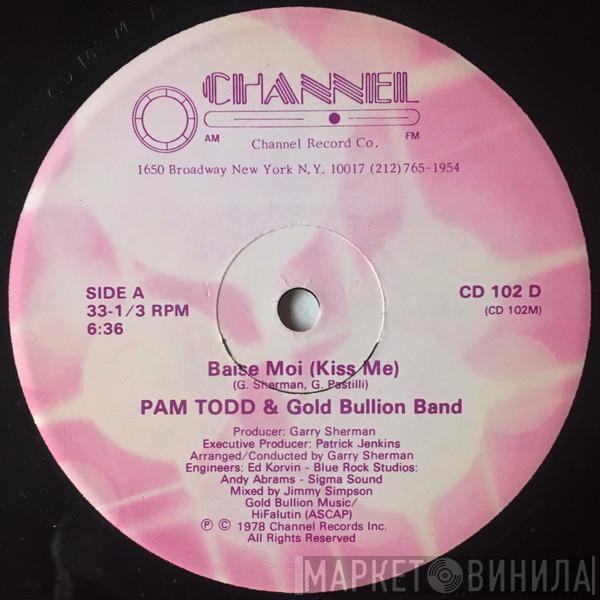 CHANNEL
AM FM
Channel Record Co.
1650 Broadway New York N.Y. 10017 (212)765-1954
SIDE A
33-1/3 RPM
6:36
CD 102 D
(CD 102M)
Baise Moi (Kiss Me)
(G. Sherman, G. Pastilli)
PAM TODD & Gold Bullion Band
Producer: Garry Sherman
Executive Producer: Patrick Jenkins
Arranged/Conducted by Garry Sherman
Engineers: Ed Korvin - Blue Rock Studios:
Andy Abrams - Sigma Sound
Mixed by Jimmy Simpson
Gold Bullion Music/
HiFalutin (ASCAP)
Ⓟ © 1978 Channel Records Inc.
All Rights Reserved
МАРКЕТ ВИНИЛА